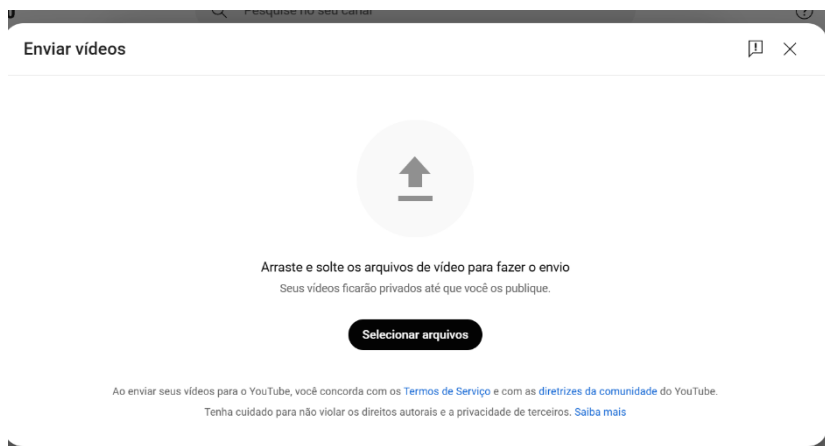 Pesquise no seu canal
Enviar vídeos
Arraste e solte os arquivos de vídeo para fazer o envio
Seus vídeos ficarão privados até que você os publique.
Selecionar arquivos
Ao enviar seus vídeos para o YouTube, você concorda com os Termos de Serviço e com as diretrizes da comunidade do YouTube.
Tenha cuidado para não violar os direitos autorais e a privacidade de terceiros. Saiba mais